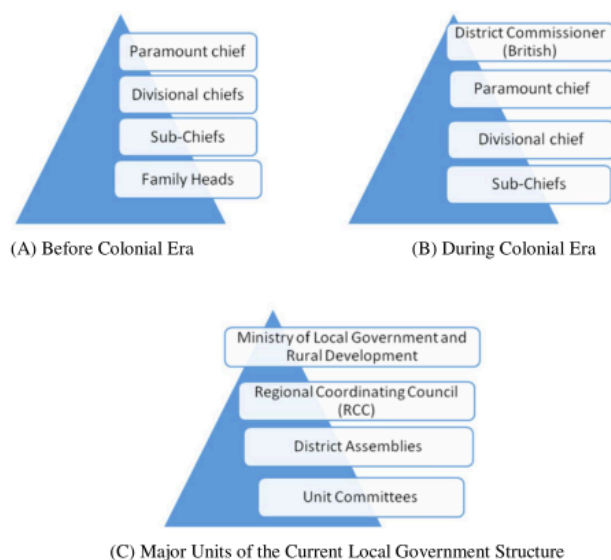 Paramount chief
Divisional chiefs
Sub-Chiefs
Family Heads
(A) Before Colonial Era
District Commissioner
(British)
Paramount chief
Divisional chief
Sub-Chiefs
(B) During Colonial Era
Ministry of Local Government and
Rural Development
Regional Coordinating Council
(RCC)
District Assemblies
Unit Committees
(C) Major Units of the Current Local Government Structure